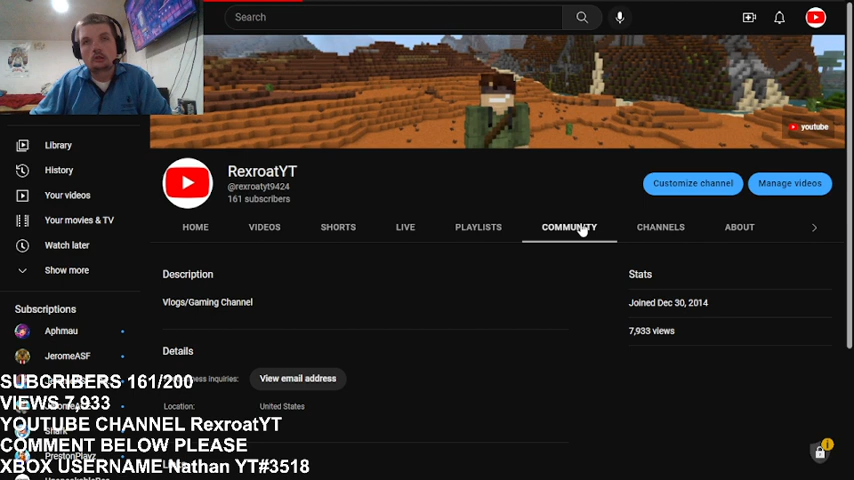 Search
youtube
Library
History
Your videos
Your movies & TV
Watch later
Show more
Subscriptions
Aphmau
JeromeASF
RexroatYT
@rexroatyt9424
161 subscribers
Customize channel
Manage videos
HOME
VIDEOS
SHORTS
LIVE
PLAYLISTS
COMMUNITY
CHANNELS
ABOUT
Description
Vlogs/Gaming Channel
Details
inquiries:
View email address
Location:
United States
Stats
Joined Dec 30, 2014
7,933 views
PrestonPlayz
SUBCRIBERS 161/200
VIEWS 7,933
YOUTUBE CHANNEL RexroatYT
COMMENT BELOW PLEASE
XBOX USERNAME Nathan YT#3518